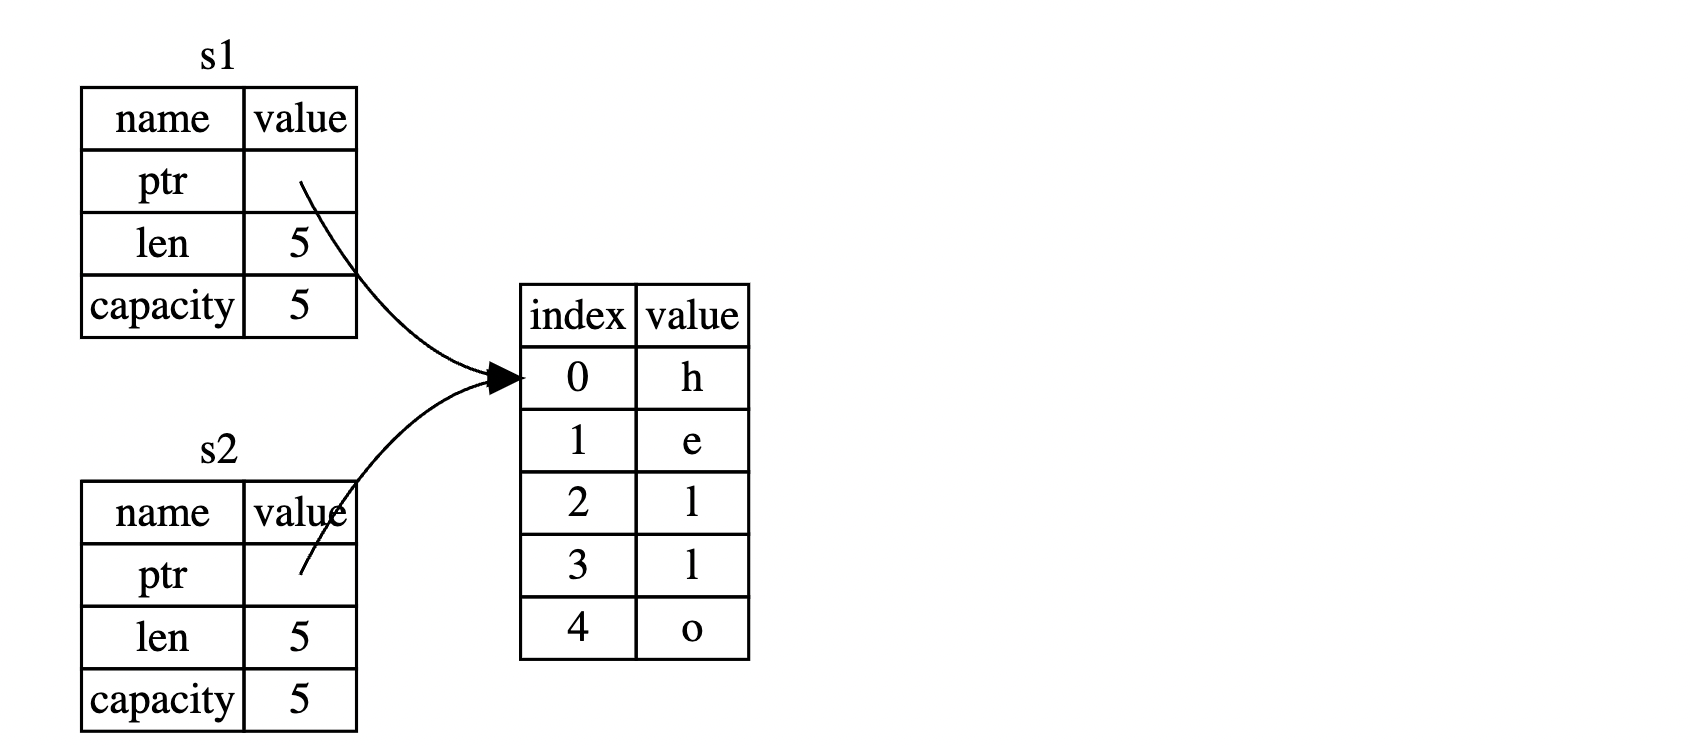 s1
name value
ptr
len 5
capacity 5
index value
0 h
1 e
2 l
3 l
4 o
s2
name value
ptr
len 5
capacity 5